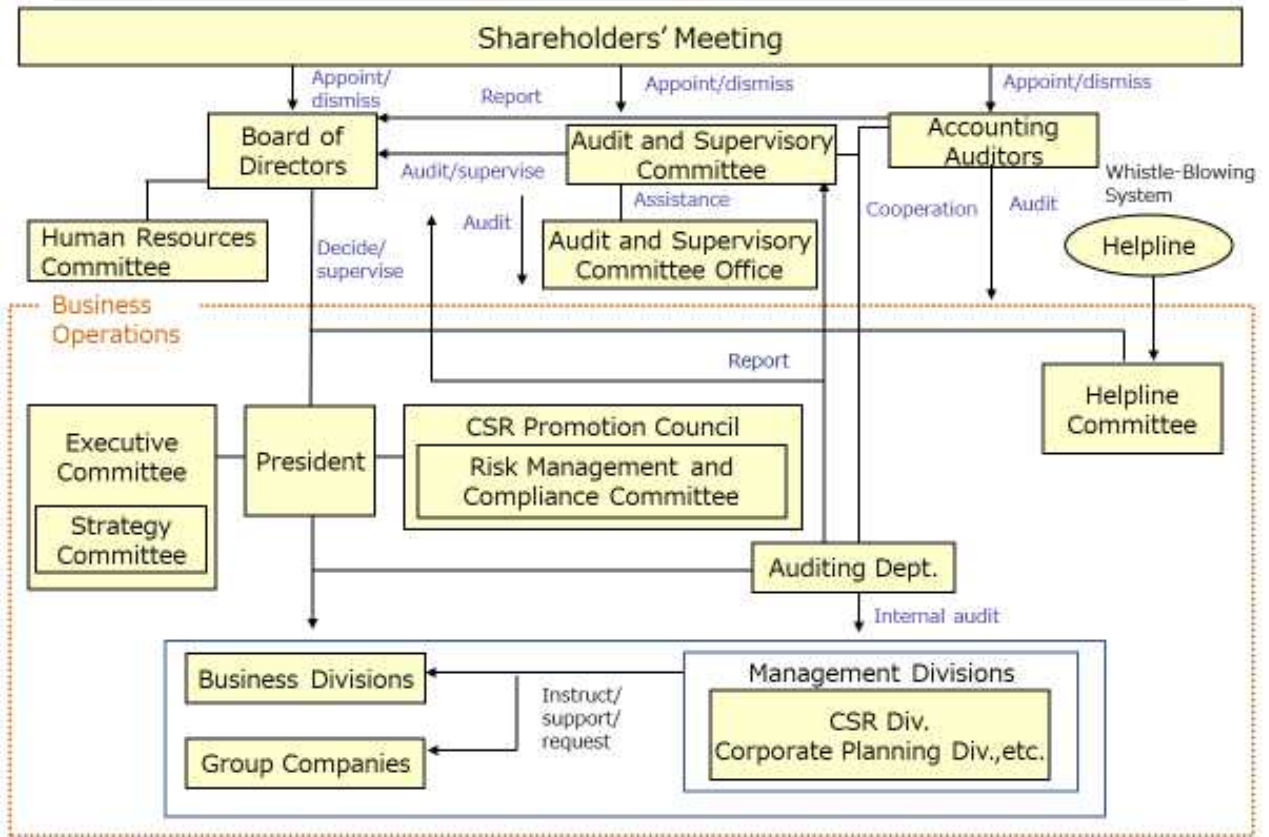 Shareholders' Meeting
Appoint/
dismiss
Report
Appoint/dismiss
Appoint/dismiss
Board of
Directors
Audit/supervise
Audit and Supervisory
Committee
Accounting
Auditors
Whistle-Blowing
System
Human Resources
Committee
Decide/
supervise
Audit
Assistance
Audit and Supervisory
Committee Office
Cooperation
Audit
Helpline
Business
Operations
Report
Helpline
Committee
Executive
Committee
Strategy
Committee
President
CSR Promotion Council
Risk Management and
Compliance Committee
Auditing Dept.
Internal audit
Business Divisions
Group Companies
Instruct/
support/
request
Management Divisions
CSR Div.
Corporate Planning Div.,etc.